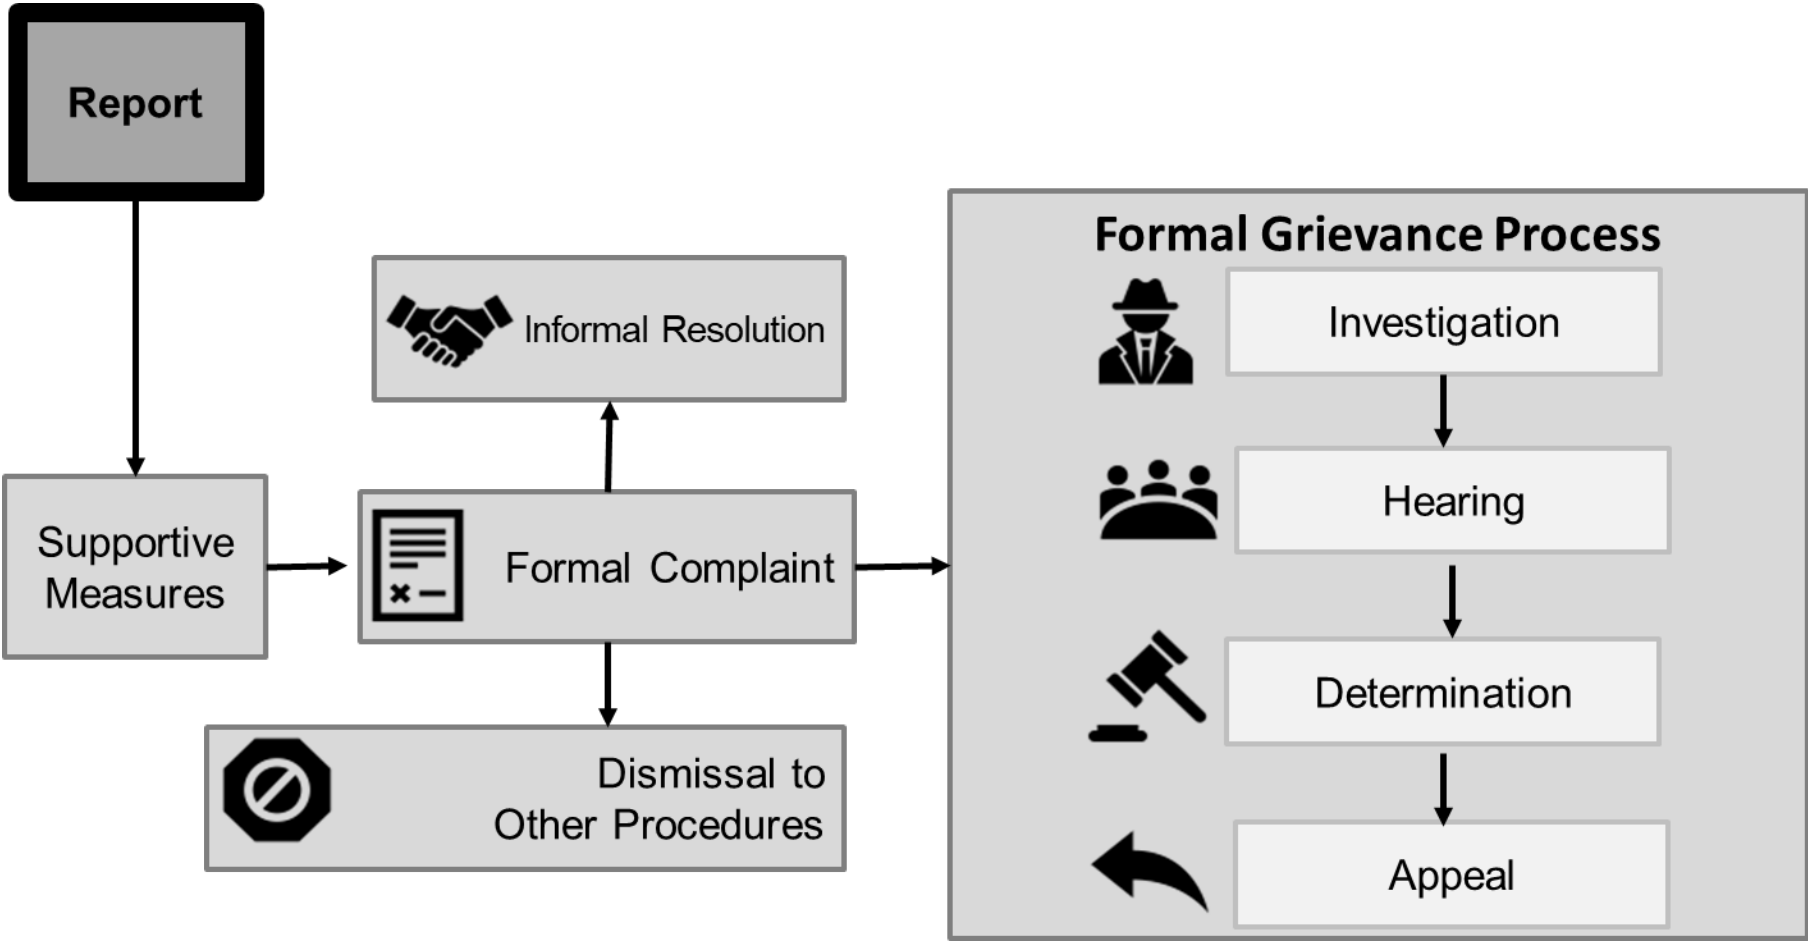 Report
Supportive
Measures
Informal Resolution
Formal Complaint
Dismissal to
Other Procedures
Formal Grievance Process
Investigation
Hearing
Determination
Appeal